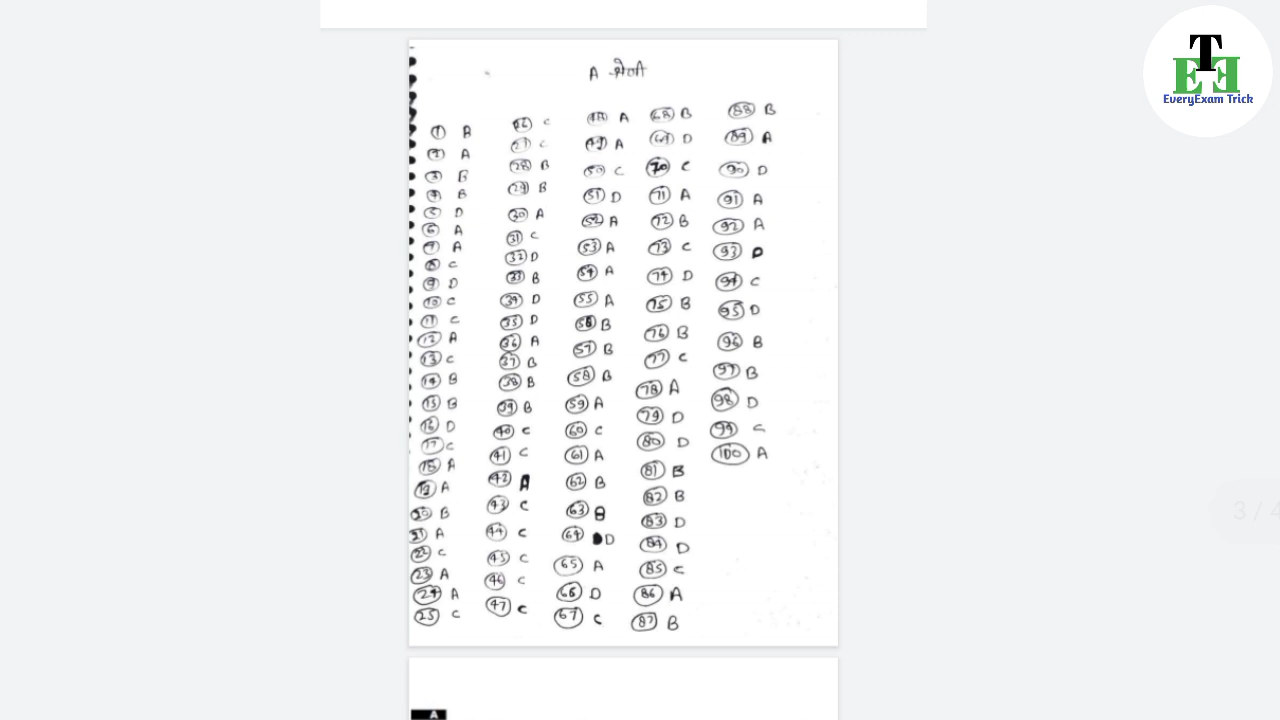 T
EE
EveryExam Trick
A श्रेणी
1 A
2 A
3 B
4 B
5 D
6 A
7 A
8 C
9 D
10 C
11 C
12 A
13 C
14 B
15 B
16 D
17 C
18 A
19 A
20 B
21 A
22 C
23 A
24 A
25 C
26 C
27 C
28 B
29 B
30 A
31 C
32 D
33 B
34 D
35 D
36 A
37 B
38 B
39 B
40 C
41 C
42 A
43 C
44 C
45 C
46 C
47 C
48 A
49 A
50 C
51 D
52 A
53 A
54 A
55 A
56 B
57 B
58 B
59 A
60 C
61 A
62 B
63 B
64 D
65 A
66 D
67 C
68 B
69 D
70 C
71 A
72 B
73 C
74 D
75 B
76 B
77 C
78 A
79 D
80 D
81 B
82 B
83 D
84 D
85 C
86 A
87 B
88 B
89 A
90 D
91 A
92 A
93 D
94 C
95 D
96 B
97 B
98 D
99 C
100 A
3 / 4
A